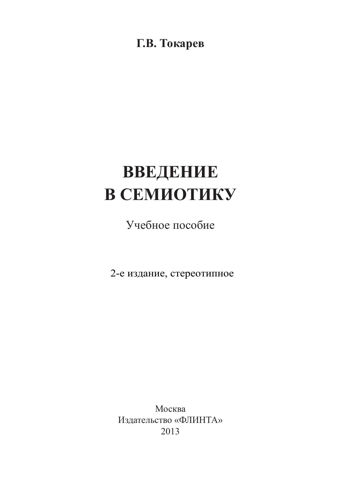 Г.В. Токарев
ВВЕДЕНИЕ
В СЕМИОТИКУ
Учебное пособие
2-е издание, стереотипное
Москва
Издательство «ФЛИНТА»
2013